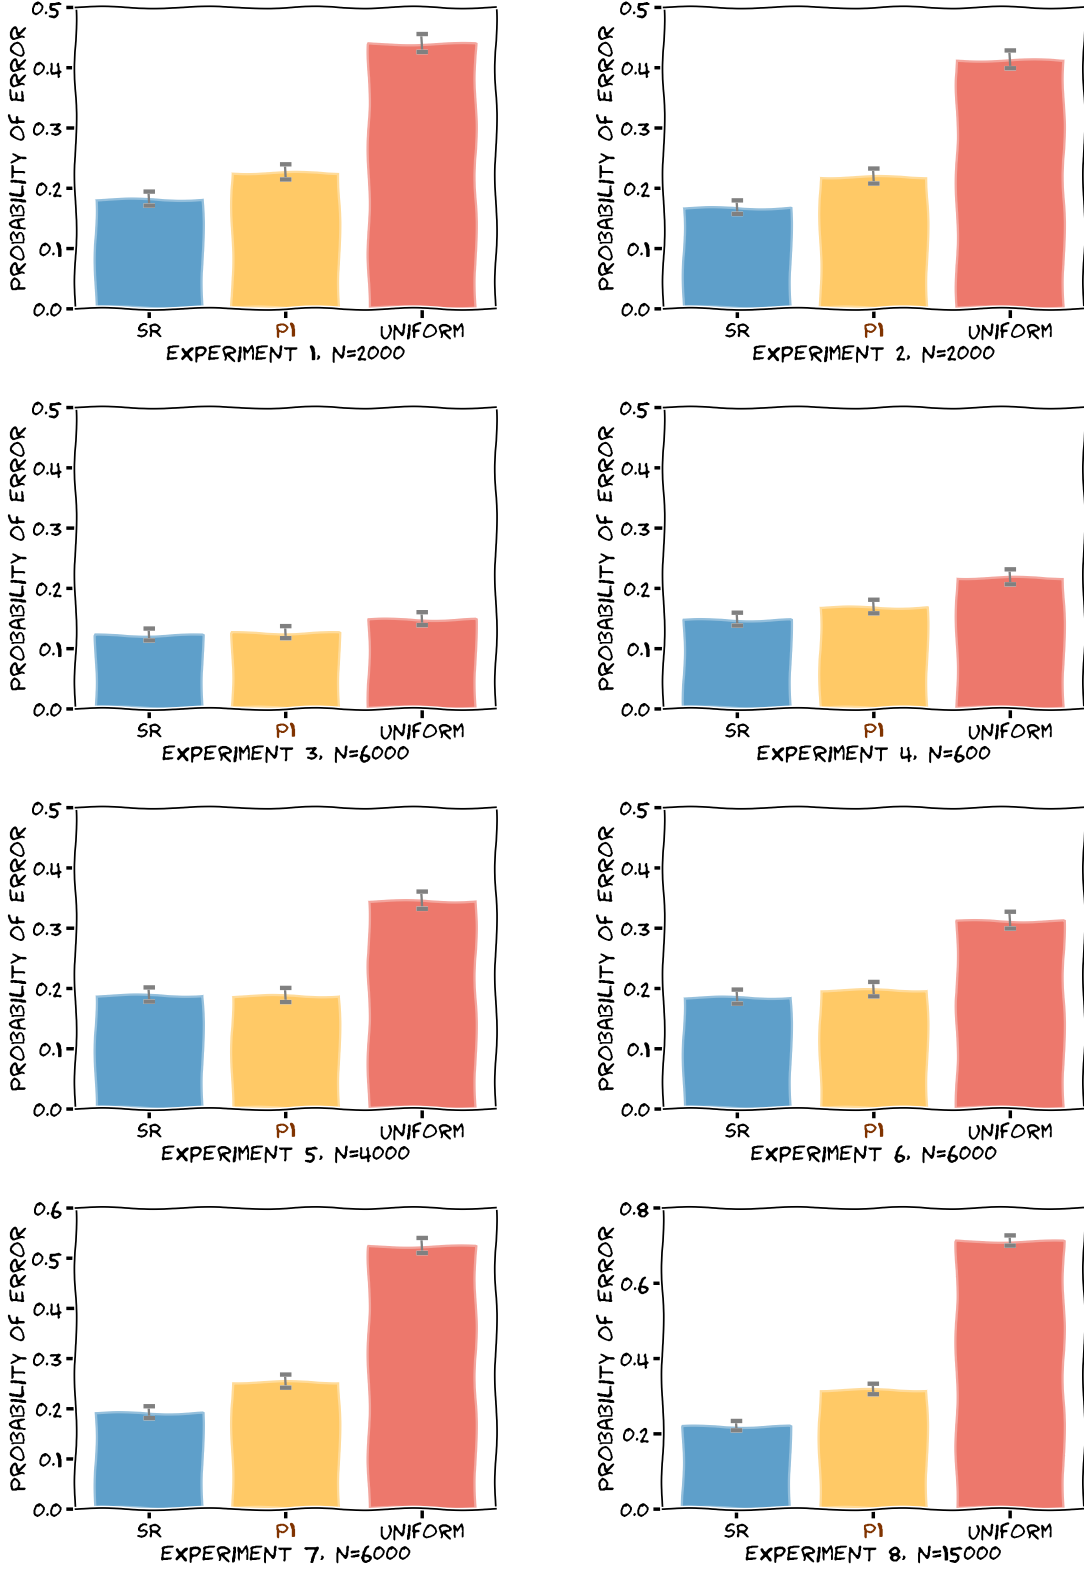 PROBABILITY OF ERROR
0.5
0.4
0.3
0.2
0.1
0.0
SR P1 UNIFORM
EXPERIMENT 1, N=2000
PROBABILITY OF ERROR
0.5
0.4
0.3
0.2
0.1
0.0
SR P1 UNIFORM
EXPERIMENT 2, N=2000
PROBABILITY OF ERROR
0.5
0.4
0.3
0.2
0.1
0.0
SR P1 UNIFORM
EXPERIMENT 3, N=6000
PROBABILITY OF ERROR
0.5
0.4
0.3
0.2
0.1
0.0
SR P1 UNIFORM
EXPERIMENT 4, N=600
PROBABILITY OF ERROR
0.5
0.4
0.3
0.2
0.1
0.0
SR P1 UNIFORM
EXPERIMENT 5, N=4000
PROBABILITY OF ERROR
0.5
0.4
0.3
0.2
0.1
0.0
SR P1 UNIFORM
EXPERIMENT 6, N=6000
PROBABILITY OF ERROR
0.6
0.5
0.4
0.3
0.2
0.1
0.0
SR P1 UNIFORM
EXPERIMENT 7, N=6000
PROBABILITY OF ERROR
0.8
0.6
0.4
0.2
0.0
SR P1 UNIFORM
EXPERIMENT 8, N=15000